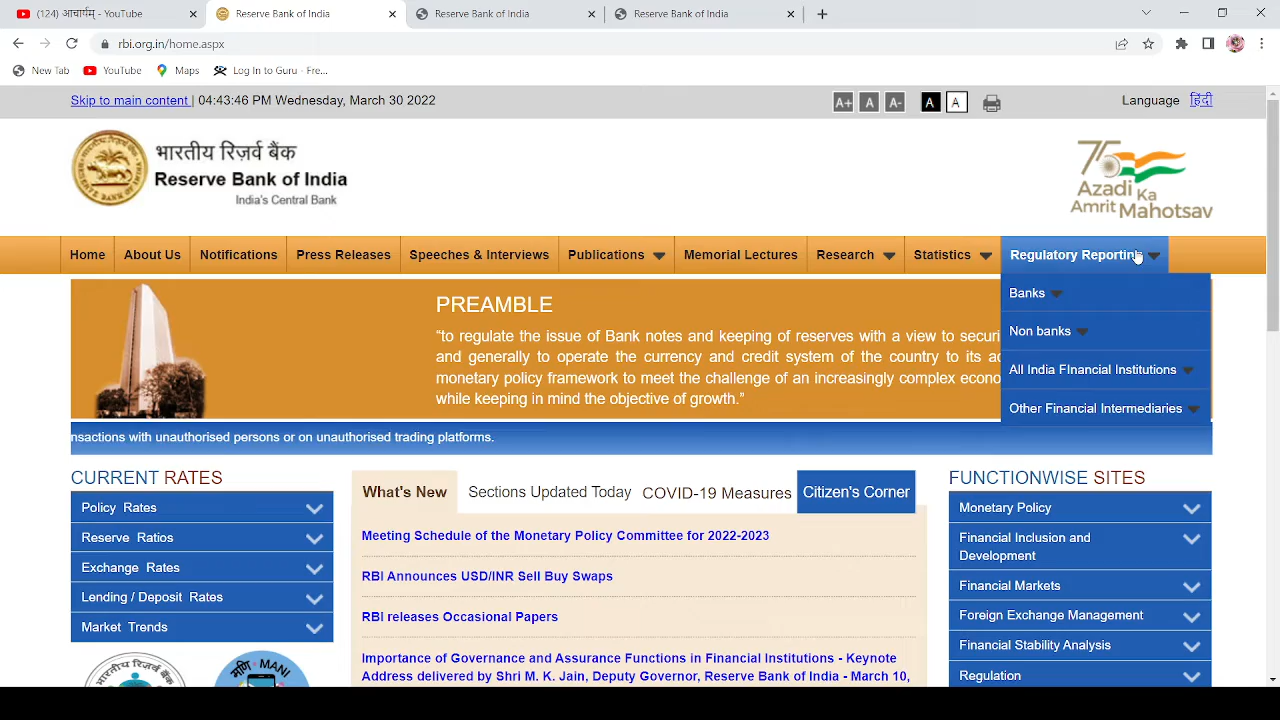 (124) आचार्यम् - YouTube
Reserve Bank of India
Reserve Bank of India
Reserve Bank of India
rbi.org.in/home.aspx
New Tab
YouTube
Maps
Log In to Guru - Fre...
Skip to main content | 04:43:46 PM Wednesday, March 30 2022
A+ A A- A A
Language हिंदी
भारतीय रिज़र्व बैंक
Reserve Bank of India
India's Central Bank
75
Azadi Ka
Amrit Mahotsav
Home About Us Notifications Press Releases Speeches & Interviews Publications Memorial Lectures Research Statistics Regulatory Reporting
Banks
Non banks
All India FInancial Institutions
Other Financial Intermediaries
PREAMBLE
“to regulate the issue of Bank notes and keeping of reserves with a view to securi
and generally to operate the currency and credit system of the country to its ad
monetary policy framework to meet the challenge of an increasingly complex econo
while keeping in mind the objective of growth.”
nsactions with unauthorised persons or on unauthorised trading platforms.
CURRENT RATES
Policy Rates
Reserve Ratios
Exchange Rates
Lending / Deposit Rates
Market Trends
भारतीय रिज़र्व बैंक
मणि MANI
What's New Sections Updated Today COVID-19 Measures Citizen's Corner
Meeting Schedule of the Monetary Policy Committee for 2022-2023
RBI Announces USD/INR Sell Buy Swaps
RBI releases Occasional Papers
Importance of Governance and Assurance Functions in Financial Institutions - Keynote
Address delivered by Shri M. K. Jain, Deputy Governor, Reserve Bank of India - March 10,
FUNCTIONWISE SITES
Monetary Policy
Financial Inclusion and
Development
Financial Markets
Foreign Exchange Management
Financial Stability Analysis
Regulation